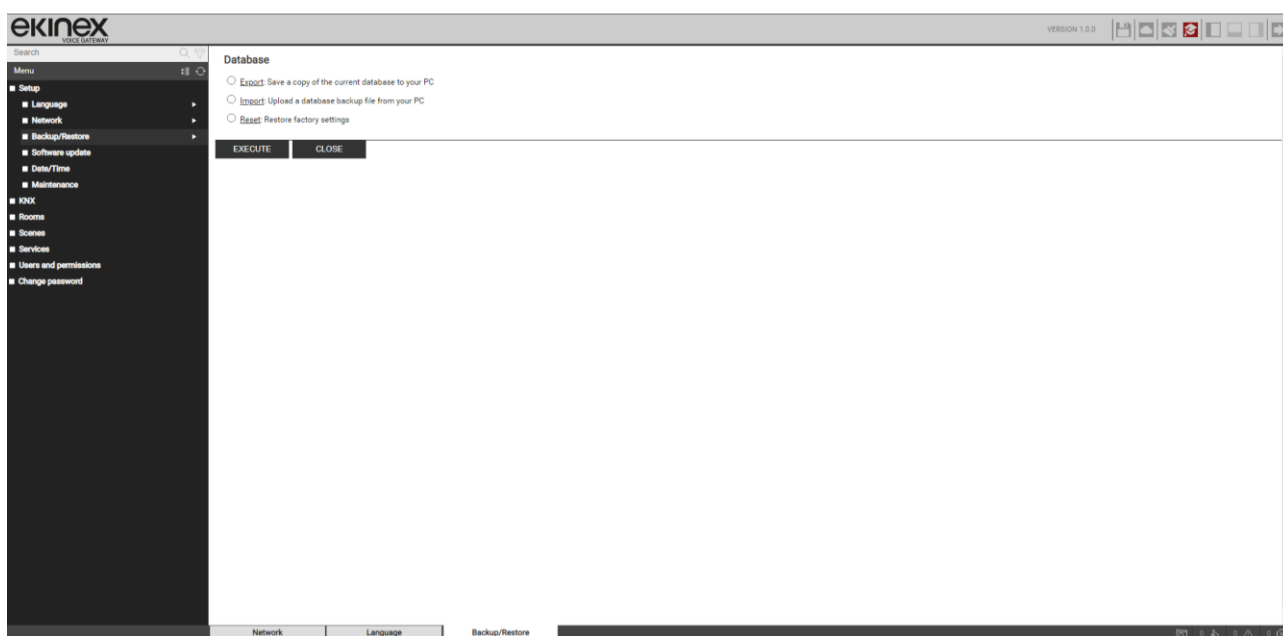 ekinex
VOICE GATEWAY
VERSION 1.0.0
Search
Menu
Setup
Language
Network
Backup/Restore
Software update
Date/Time
Maintenance
KNX
Rooms
Scenes
Services
Users and permissions
Change password
Database
Export: Save a copy of the current database to your PC
Import: Upload a database backup file from your PC
Reset: Restore factory settings
EXECUTE CLOSE
Network Language Backup/Restore
0 0 0